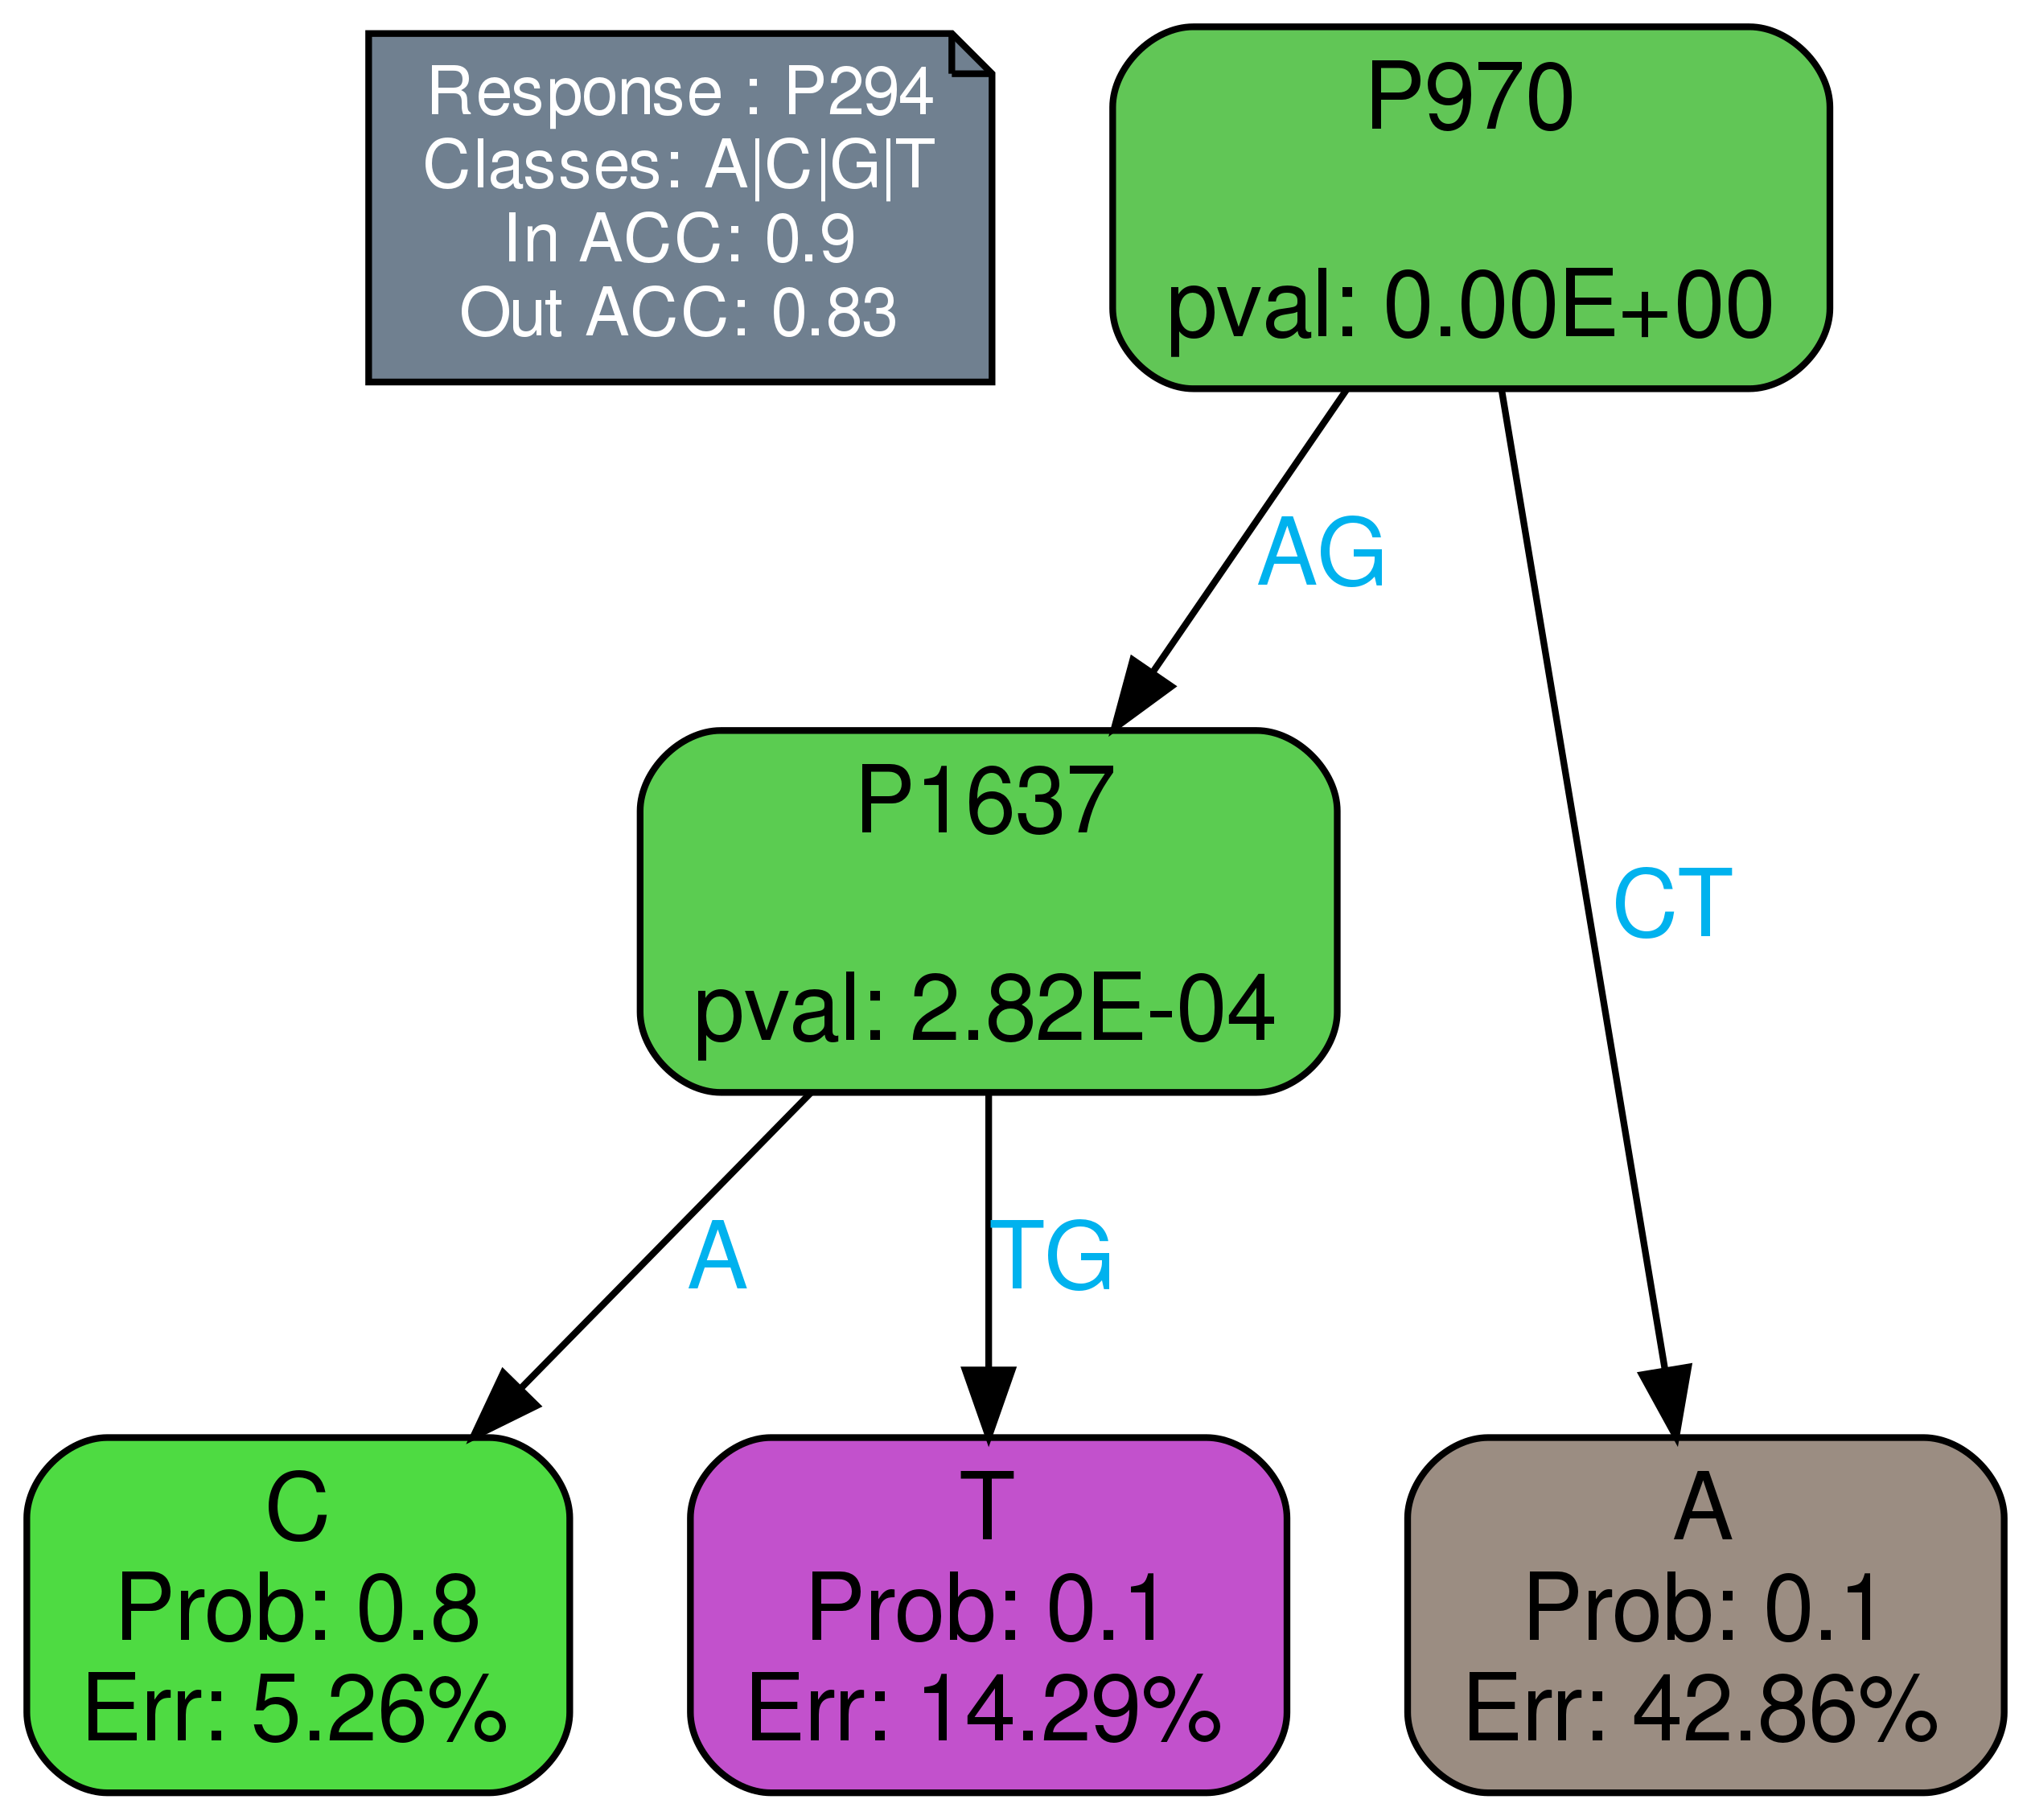 Response : P294
Classes: A|C|G|T
In ACC: 0.9
Out ACC: 0.83
P970
pval: 0.00E+00
AG
CT
P1637
pval: 2.82E-04
A
TG
C
Prob: 0.8
Err: 5.26%
T
Prob: 0.1
Err: 14.29%
A
Prob: 0.1
Err: 42.86%